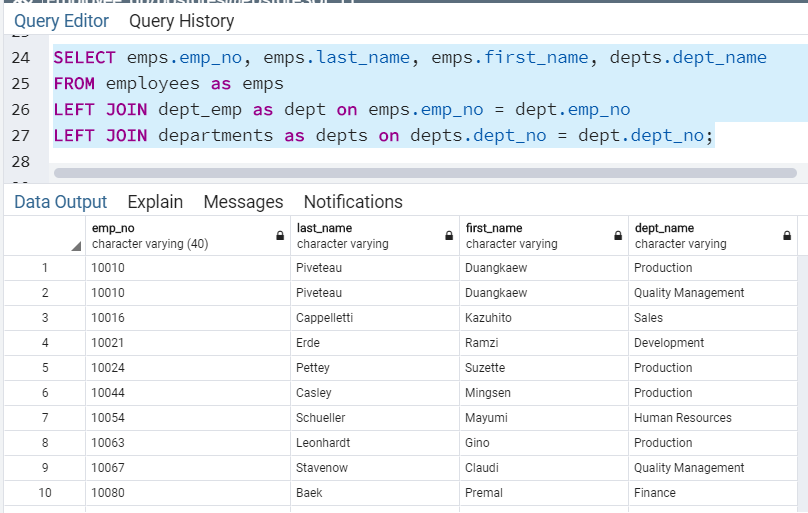 Query Editor Query History
24 SELECT emps.emp_no, emps.last_name, emps.first_name, depts.dept_name
25 FROM employees as emps
26 LEFT JOIN dept_emp as dept on emps.emp_no = dept.emp_no
27 LEFT JOIN departments as depts on depts.dept_no = dept.dept_no;
28
Data Output Explain Messages Notifications
emp_no last_name first_name dept_name
character varying (40) character varying character varying character varying
1 10010 Piveteau Duangkaew Production
2 10010 Piveteau Duangkaew Quality Management
3 10016 Cappelletti Kazuhito Sales
4 10021 Erde Ramzi Development
5 10024 Pettey Suzette Production
6 10044 Casley Mingsen Production
7 10054 Schueller Mayumi Human Resources
8 10063 Leonhardt Gino Production
9 10067 Stavenow Claudi Quality Management
10 10080 Baek Premal Finance